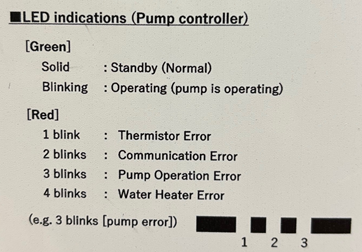 ■LED indications (Pump controller)
[Green]
Solid : Standby (Normal)
Blinking : Operating (pump is operating)
[Red]
1 blink : Thermistor Error
2 blinks : Communication Error
3 blinks : Pump Operation Error
4 blinks : Water Heater Error
(e.g. 3 blinks [pump error])
1 2 3